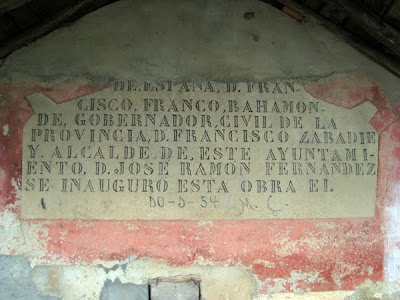 DE, ESPAÑA, D. FRAN-
CISCO, FRANCO, BAHAMON-
DE, GOBERNADOR, CIVIL DE LA
PROVINCIA, D. FRANCISCO ZABADIE
Y. ALCALDE. DE. ESTE AYUNTAMI-
ENTO, D. JOSE RAMON FERNANDEZ
SE INAUGURO ESTA OBRA EL